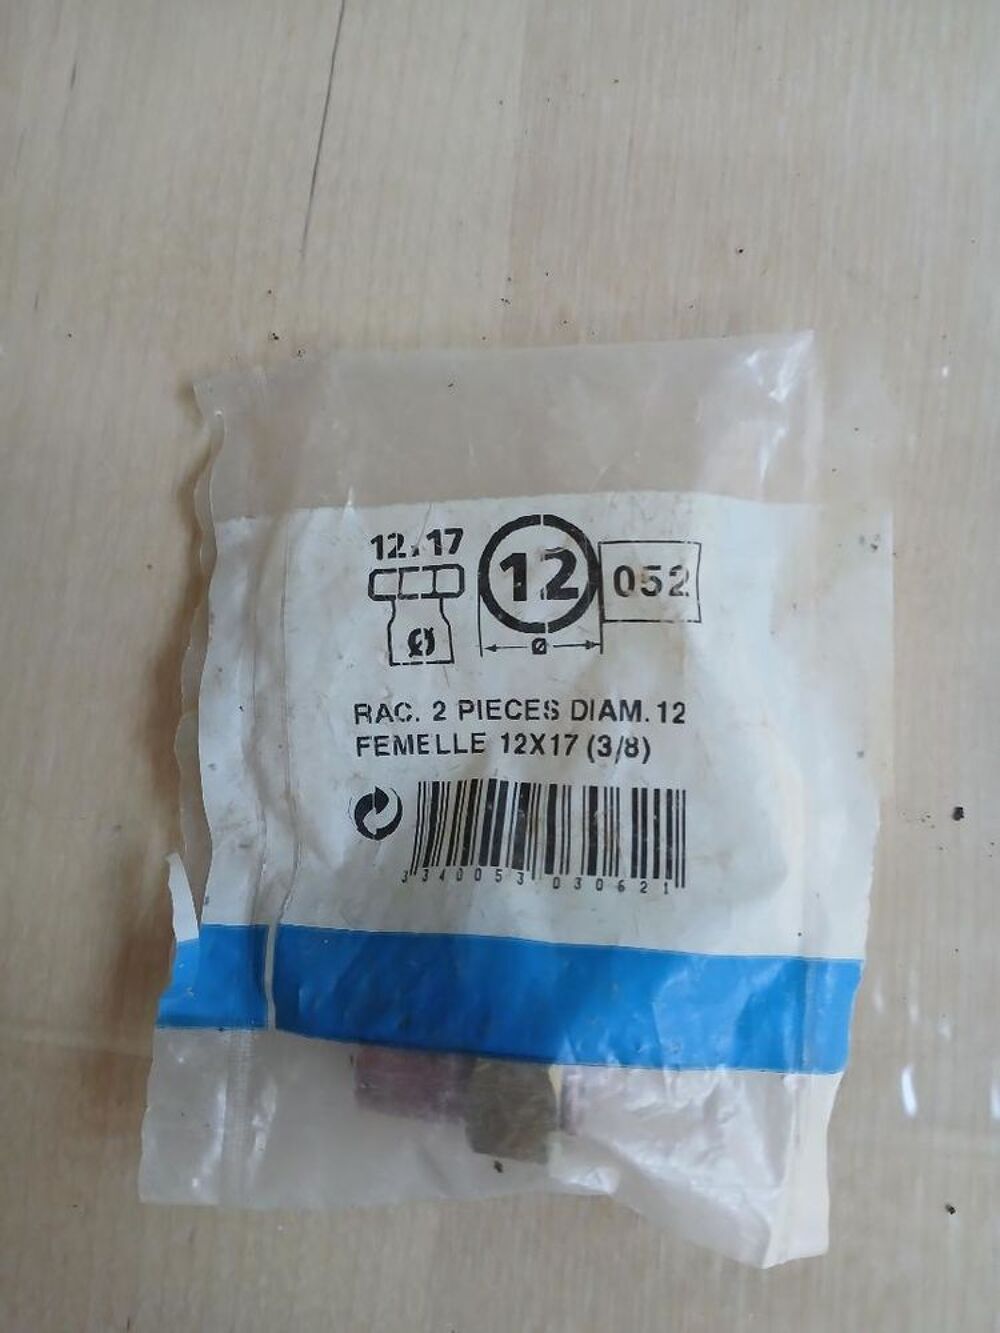 12x17
12
052
Ø
Ø
RAC. 2 PIECES DIAM. 12
FEMELLE 12X17 (3/8)
3 340053 030621